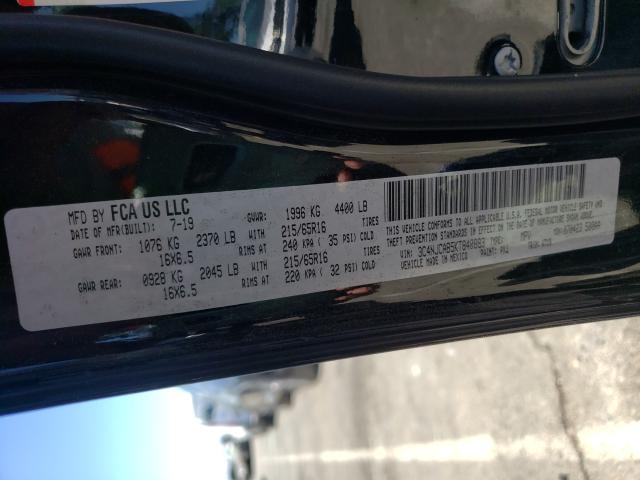 MFD BY FCA US LLC
DATE OF MFR(BUILT): 7-19 GVWR: 1996 KG 4400 LB
GAWR FRONT: 1076 KG 2370 LB WITH 215/65R16 TIRES
16X6.5 RIMS AT 240 KPA ( 35 PSI) COLD
GAWR REAR: 0928 KG 2045 LB WITH 215/65R16 TIRES
16X6.5 RIMS AT 220 KPA ( 32 PSI) COLD
THIS VEHICLE CONFORMS TO ALL APPLICABLE U.S.A. FEDERAL MOTOR VEHICLE SAFETY AND
THEFT PREVENTION STANDARDS IN EFFECT ON THE DATE OF MANUFACTURE SHOWN ABOVE
VIN: TYPE: MPV
VEHICLE MADE IN MEXICO PAINT: